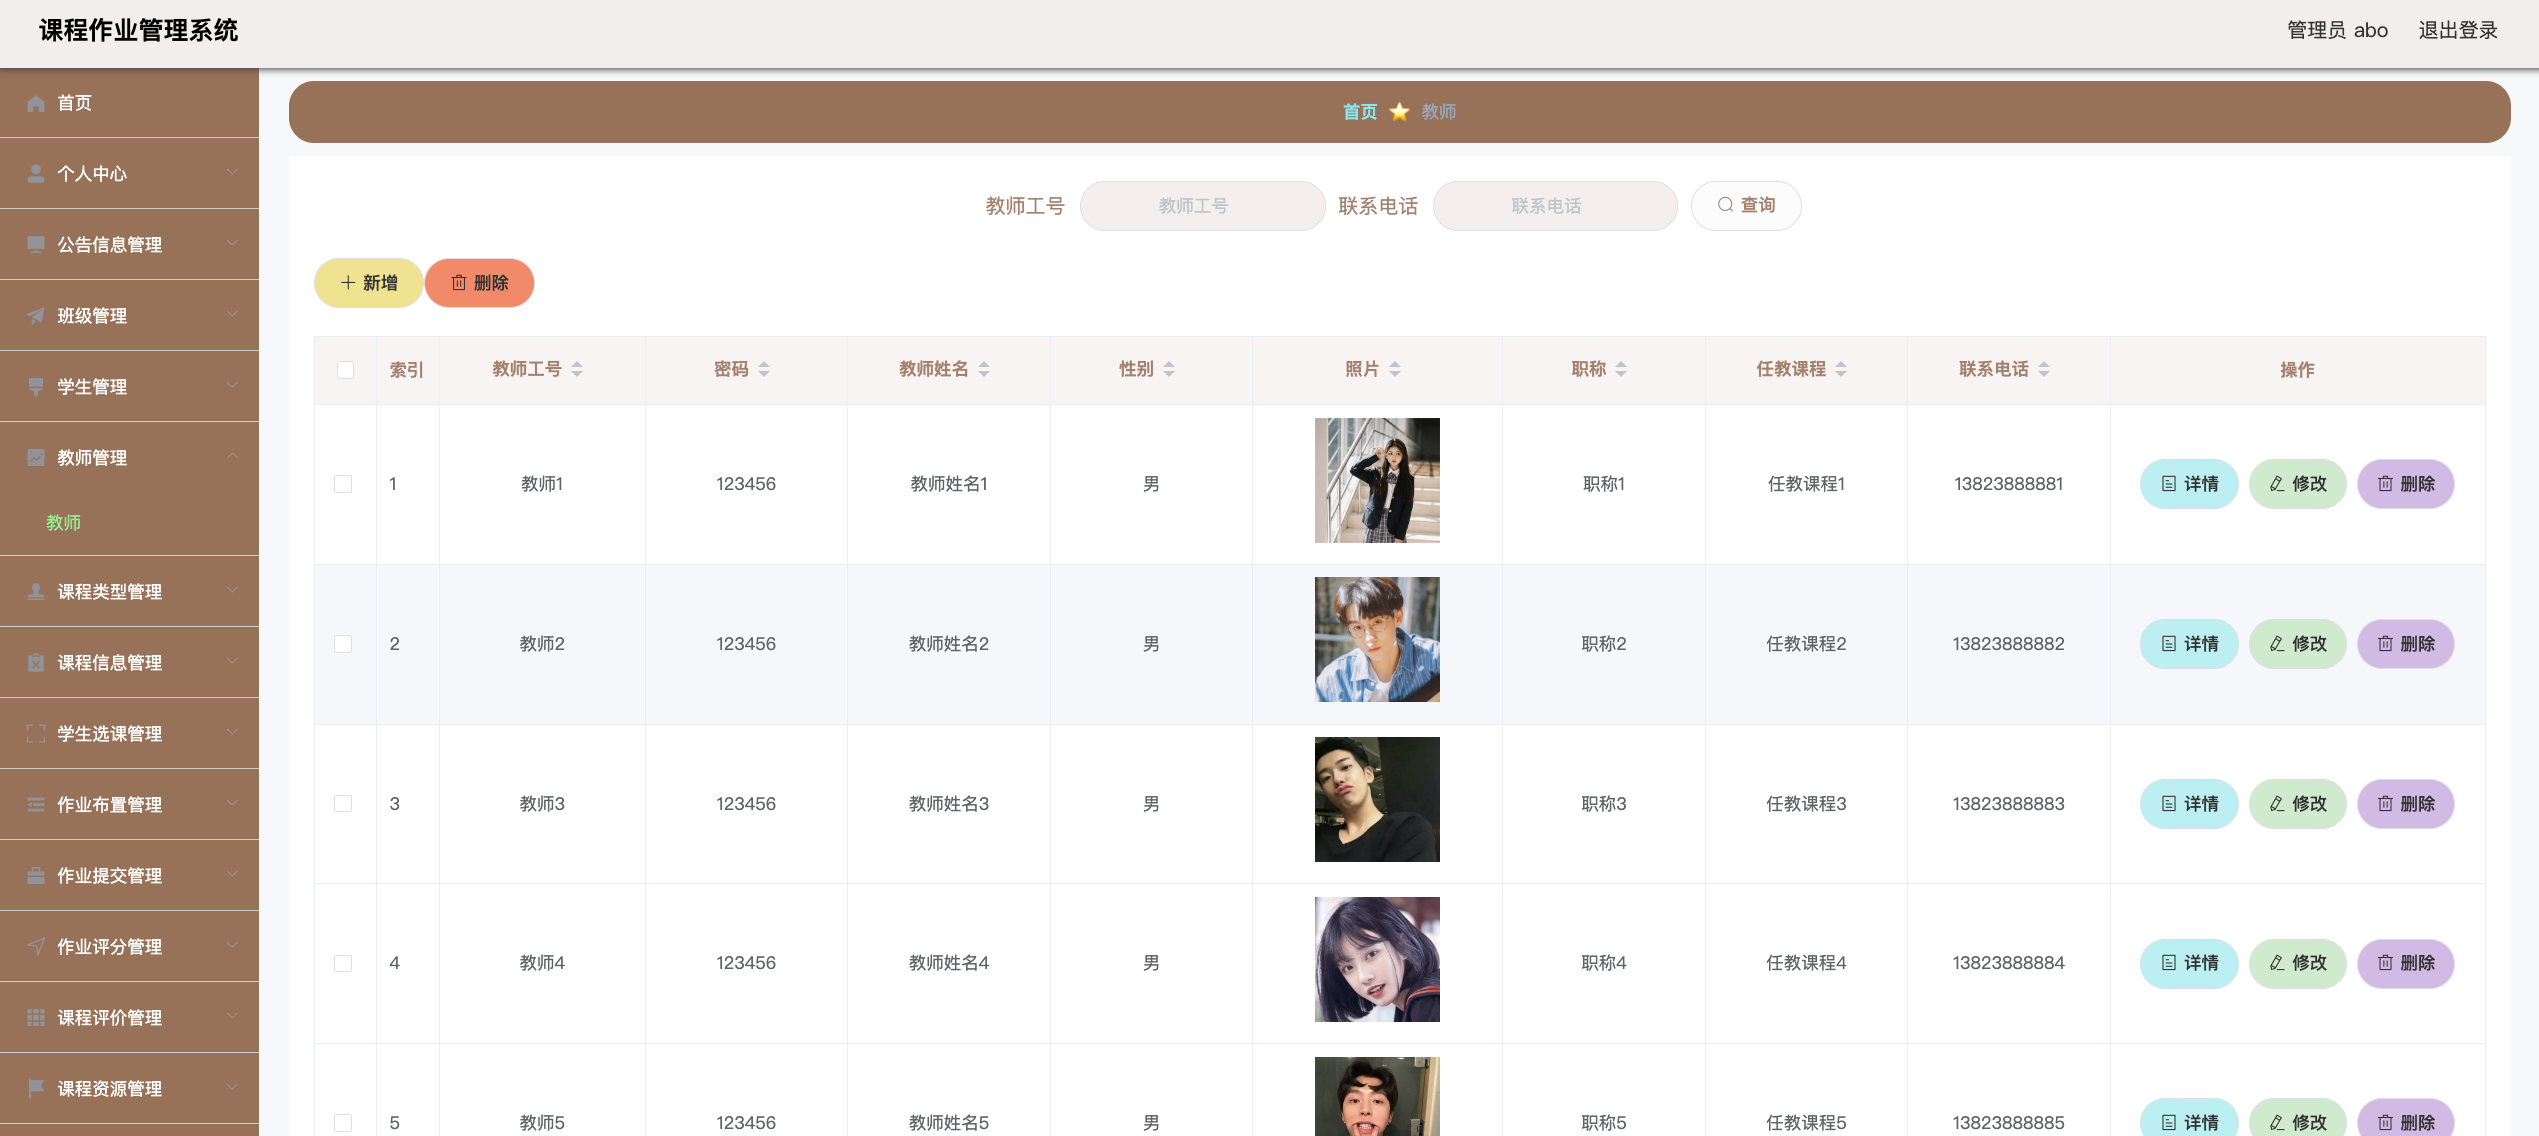 课程作业管理系统
管理员 abo 退出登录
首页
个人中心
公告信息管理
班级管理
学生管理
教师管理
教师
课程类型管理
课程信息管理
学生选课管理
作业布置管理
作业提交管理
作业评分管理
课程评价管理
课程资源管理
首页 教师
教师工号 教师工号 联系电话 联系电话 查询
新增 删除
索引 教师工号 密码 教师姓名 性别 照片 职称 任教课程 联系电话 操作
1 教师1 123456 教师姓名1 男 职称1 任教课程1 13823888881 详情 修改 删除
2 教师2 123456 教师姓名2 男 职称2 任教课程2 13823888882 详情 修改 删除
3 教师3 123456 教师姓名3 男 职称3 任教课程3 13823888883 详情 修改 删除
4 教师4 123456 教师姓名4 男 职称4 任教课程4 13823888884 详情 修改 删除
5 教师5 123456 教师姓名5 男 职称5 任教课程5 13823888885 详情 修改 删除